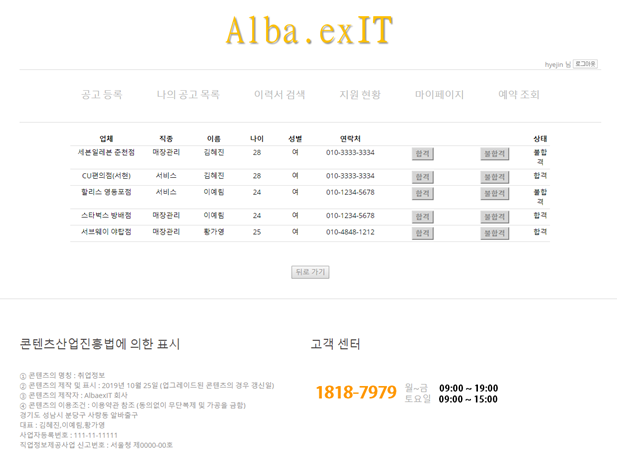 Alba.exIT
hyejin 님 로그아웃
공고 등록 나의 공고 목록 이력서 검색 지원 현황 마이페이지 예약 조회
업체 직종 이름 나이 성별 연락처 상태
세븐일레븐 춘천점 매장관리 김혜진 28 여 010-3333-3334 합격 불합격 불합
격
CU편의점(서현) 서비스 김혜진 28 여 010-3333-3334 합격 불합격 합격
할리스 영등포점 서비스 이예림 24 여 010-1234-5678 합격 불합격 불합
격
스타벅스 방배점 매장관리 이예림 24 여 010-1234-5678 합격 불합격 합격
서브웨이 야탑점 매장관리 황가영 25 여 010-4848-1212 합격 불합격 합격
뒤로 가기
콘텐츠산업진흥법에 의한 표시
① 콘텐츠의 명칭 : 취업정보
② 콘텐츠의 제작 및 표시 : 2019년 10월 25일 (업그레이드된 콘텐츠의 경우 갱신일)
③ 콘텐츠의 제작자 : AlbaexIT 회사
④ 콘텐츠의 이용조건 : 이용약관 참조 (동의없이 무단복제 및 가공을 금함)
경기도 성남시 분당구 사랑동 알바줄구
대표 : 김혜진,이예림,황가영
사업자등록번호 : 111-11-11111
직업정보제공사업 신고번호 : 서울청 제0000-00호
고객 센터
1818-7979
월~금 09:00 ~ 19:00
토요일 09:00 ~ 15:00